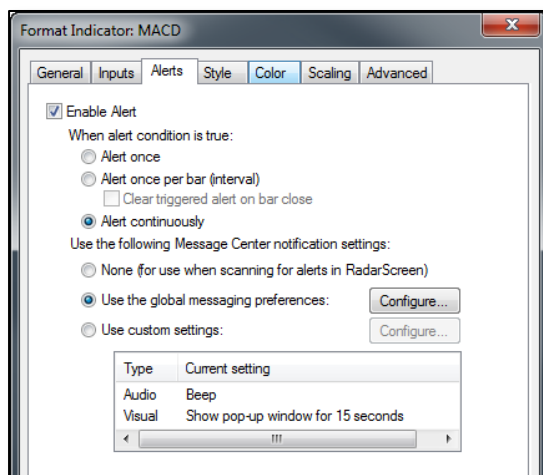 Format Indicator: MACD
General Inputs Alerts Style Color Scaling Advanced
Enable Alert
When alert condition is true:
Alert once
Alert once per bar (interval)
Clear triggered alert on bar close
Alert continuously
Use the following Message Center notification settings:
None (for use when scanning for alerts in RadarScreen)
Use the global messaging preferences: Configure...
Use custom settings: Configure...
Type Current setting
Audio Beep
Visual Show pop-up window for 15 seconds